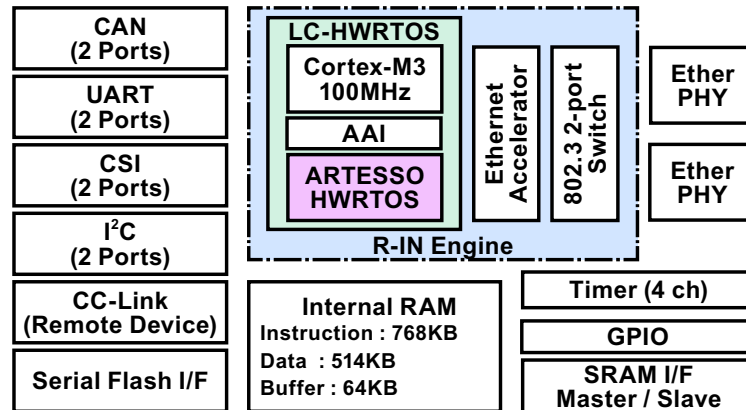 CAN
(2 Ports)
UART
(2 Ports)
CSI
(2 Ports)
I²C
(2 Ports)
CC-Link
(Remote Device)
Serial Flash I/F
LC-HWRTOS
Cortex-M3
100MHz
AAI
ARTESSO
HWRTOS
Ethernet
Accelerator
802.3 2-port
Switch
R-IN Engine
Ether
PHY
Ether
PHY
Internal RAM
Instruction : 768KB
Data : 514KB
Buffer : 64KB
Timer (4 ch)
GPIO
SRAM I/F
Master / Slave